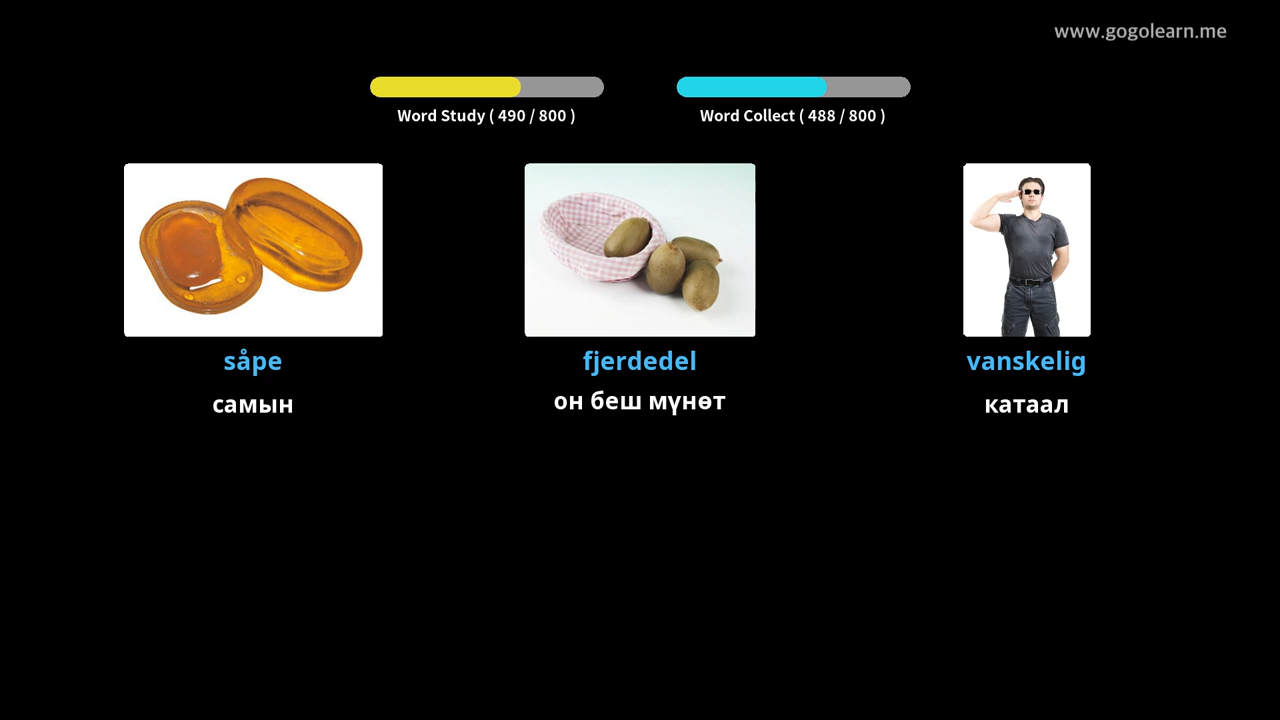 www.gogolearn.me
Word Study ( 490 / 800 )
Word Collect ( 488 / 800 )
såpe
fjerdedel
vanskelig
самын
он беш мүнөт
катаал